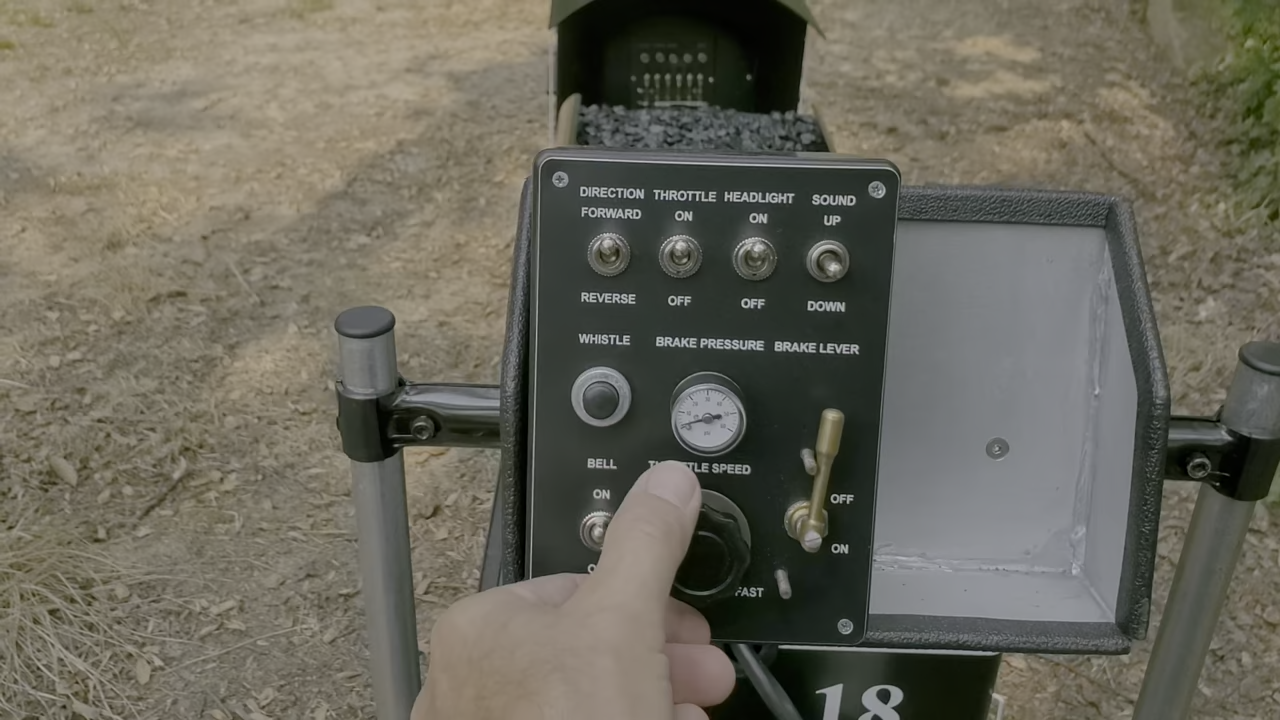 DIRECTION THROTTLE HEADLIGHT SOUND
FORWARD ON ON UP
REVERSE OFF OFF DOWN
WHISTLE BRAKE PRESSURE BRAKE LEVER
BELL THROTTLE SPEED
ON OFF
ON
FAST
18